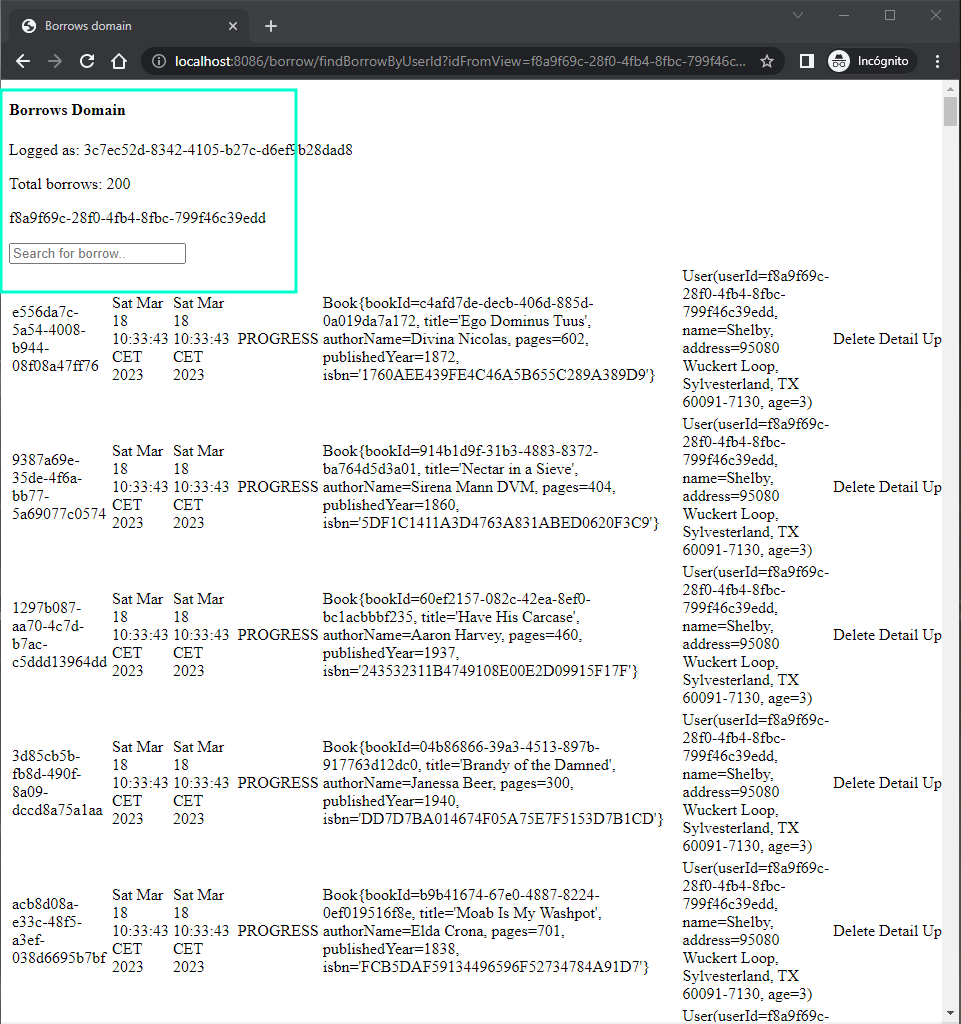 Borrows domain
localhost:8086/borrow/findBorrowByUserId?idFromView=f8a9f69c-28f0-4fb4-8fbc-799f46c...
Incógnito
Borrows Domain
Logged as: 3c7ec52d-8342-4105-b27c-d6ef9b28dad8
Total borrows: 200
f8a9f69c-28f0-4fb4-8fbc-799f46c39edd
Search for borrow..
e556da7c-
5a54-4008-
b944-
08f08a47ff76
Sat Mar
18
10:33:43
CET
2023
Sat Mar
18
10:33:43
CET
2023
PROGRESS
Book{bookId=c4afd7de-decb-406d-885d-
0a019da7a172, title='Ego Dominus Tuus',
authorName=Divina Nicolas, pages=602,
publishedYear=1872,
isbn='1760AEE439FE4C46A5B655C289A389D9'}
User(userId=f8a9f69c-
28f0-4fb4-8fbc-
799f46c39edd,
name=Shelby,
address=95080
Wuckert Loop,
Sylvesterland, TX
60091-7130, age=3)
Delete Detail Up
9387a69e-
35de-4f6a-
bb77-
5a69077c0574
Sat Mar
18
10:33:43
CET
2023
Sat Mar
18
10:33:43
CET
2023
PROGRESS
Book{bookId=914b1d9f-31b3-4883-8372-
ba764d5d3a01, title='Nectar in a Sieve',
authorName=Sirena Mann DVM, pages=404,
publishedYear=1860,
isbn='5DF1C1411A3D4763A831ABED0620F3C9'}
User(userId=f8a9f69c-
28f0-4fb4-8fbc-
799f46c39edd,
name=Shelby,
address=95080
Wuckert Loop,
Sylvesterland, TX
60091-7130, age=3)
Delete Detail Up
1297b087-
aa70-4c7d-
b7ac-
c5ddd13964dd
Sat Mar
18
10:33:43
CET
2023
Sat Mar
18
10:33:43
CET
2023
PROGRESS
Book{bookId=60ef2157-082c-42ea-8ef0-
bc1acbbbf235, title='Have His Carcase',
authorName=Aaron Harvey, pages=460,
publishedYear=1937,
isbn='243532311B4749108E00E2D09915F17F'}
User(userId=f8a9f69c-
28f0-4fb4-8fbc-
799f46c39edd,
name=Shelby,
address=95080
Wuckert Loop,
Sylvesterland, TX
60091-7130, age=3)
Delete Detail Up
3d85cb5b-
fb8d-490f-
8a09-
dccd8a75a1aa
Sat Mar
18
10:33:43
CET
2023
Sat Mar
18
10:33:43
CET
2023
PROGRESS
Book{bookId=04b86866-39a3-4513-897b-
917763d12dc0, title='Brandy of the Damned',
authorName=Janessa Beer, pages=300,
publishedYear=1940,
isbn='DD7D7BA014674F05A75E7F5153D7B1CD'}
User(userId=f8a9f69c-
28f0-4fb4-8fbc-
799f46c39edd,
name=Shelby,
address=95080
Wuckert Loop,
Sylvesterland, TX
60091-7130, age=3)
Delete Detail Up
acb8d08a-
e33c-48f5-
a3ef-
038d6695b7bf
Sat Mar
18
10:33:43
CET
2023
Sat Mar
18
10:33:43
CET
2023
PROGRESS
Book{bookId=b9b41674-67e0-4887-8224-
0ef019516f8e, title='Moab Is My Washpot',
authorName=Elda Crona, pages=701,
publishedYear=1838,
isbn='FCB5DAF59134496596F52734784A91D7'}
User(userId=f8a9f69c-
28f0-4fb4-8fbc-
799f46c39edd,
name=Shelby,
address=95080
Wuckert Loop,
Sylvesterland, TX
60091-7130, age=3)
Delete Detail Up
User(userId=f8a9f69c-